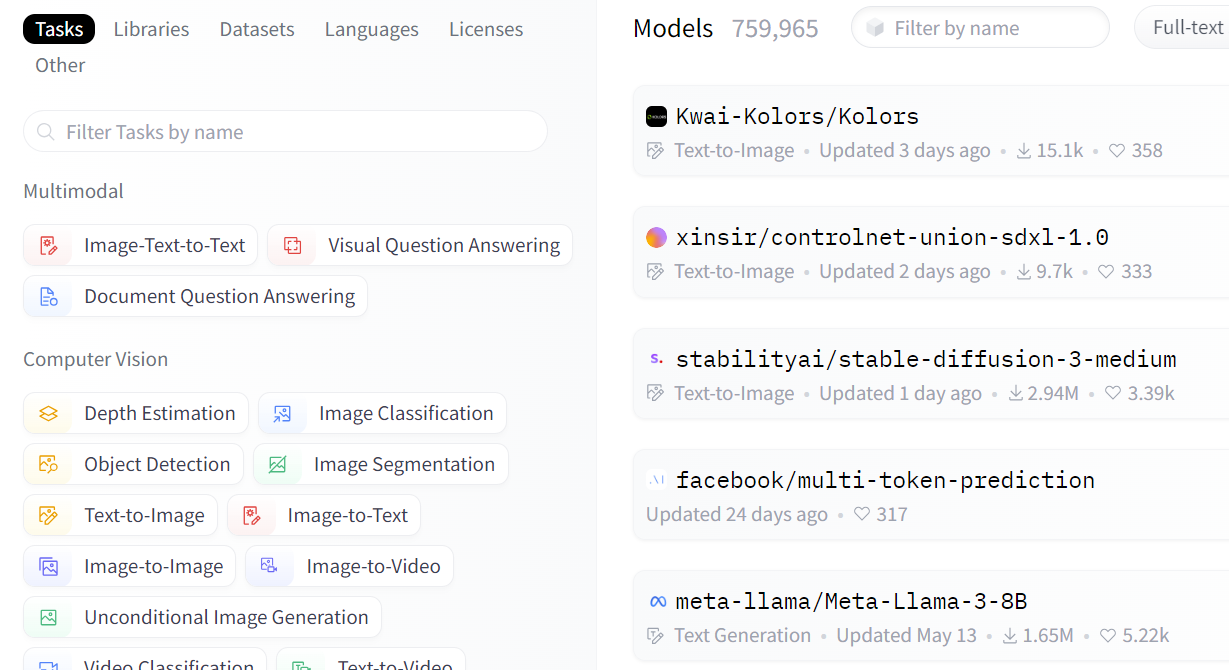 Tasks Libraries Datasets Languages Licenses
Other
Filter Tasks by name
Multimodal
Image-Text-to-Text Visual Question Answering
Document Question Answering
Computer Vision
Depth Estimation Image Classification
Object Detection Image Segmentation
Text-to-Image Image-to-Text
Image-to-Image Image-to-Video
Unconditional Image Generation
Video Classification Text-to-Video
Models 759,965 Filter by name Full-text
Kwai-Kolors/Kolors
Text-to-Image • Updated 3 days ago • 15.1k • 358
xinsir/controlnet-union-sdxl-1.0
Text-to-Image • Updated 2 days ago • 9.7k • 333
s. stabilityai/stable-diffusion-3-medium
Text-to-Image • Updated 1 day ago • 2.94M • 3.39k
facebook/multi-token-prediction
Updated 24 days ago • 317
meta-llama/Meta-Llama-3-8B
Text Generation • Updated May 13 • 1.65M • 5.22k